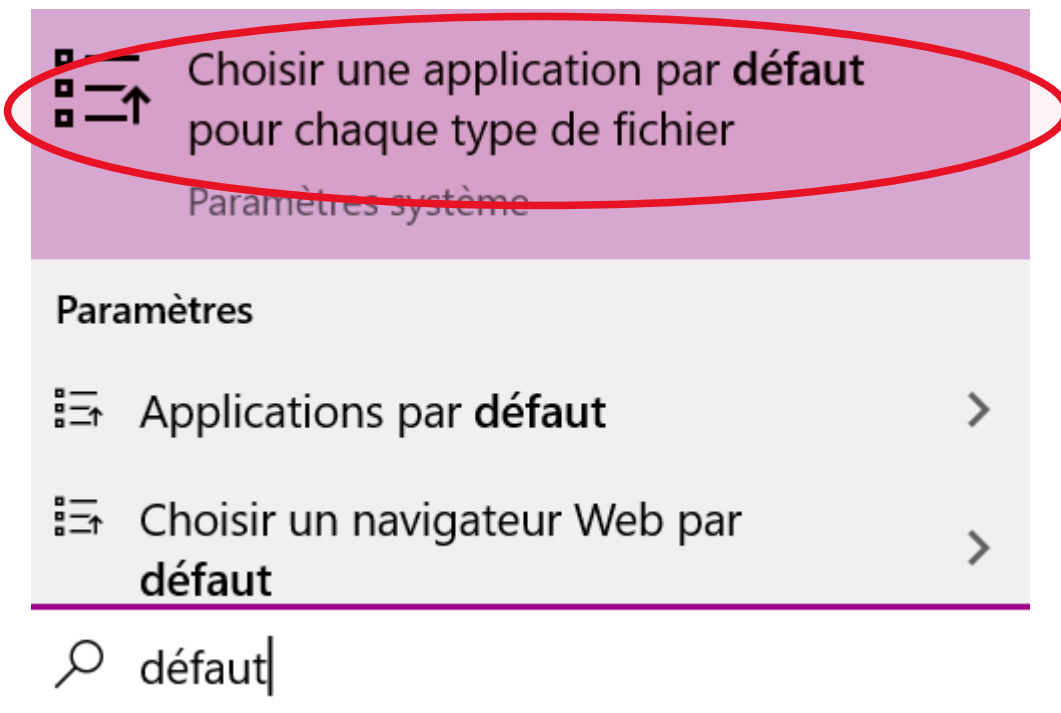 Choisir une application par défaut
pour chaque type de fichier
Paramètres système
Paramètres
Applications par défaut
Choisir un navigateur Web par
défaut
défaut